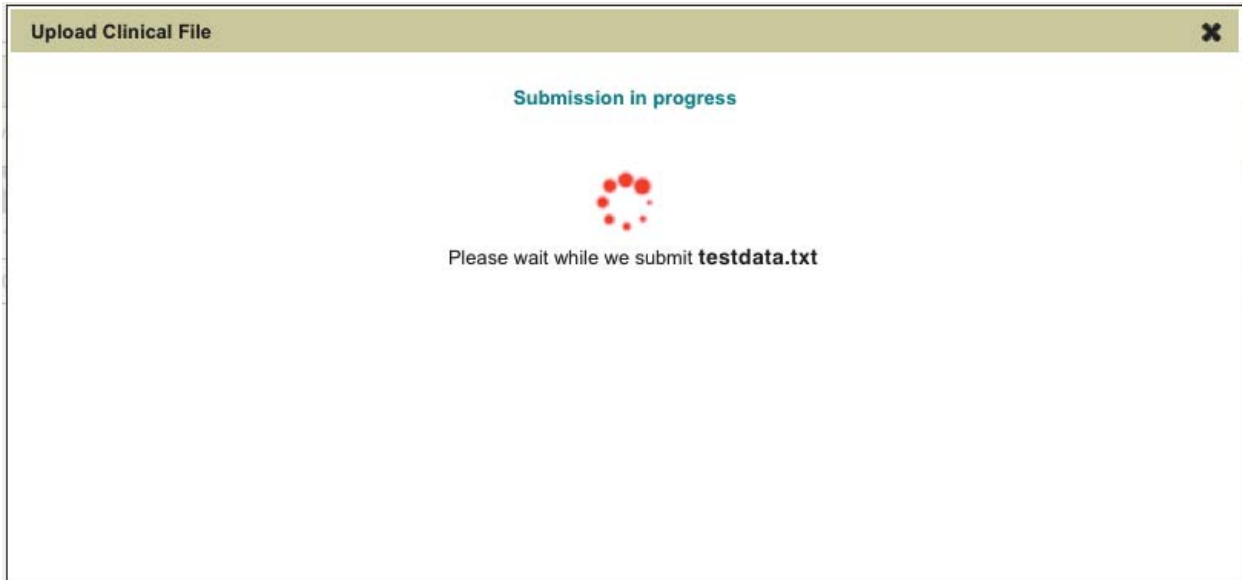 Upload Clinical File
Submission in progress
Please wait while we submit testdata.txt